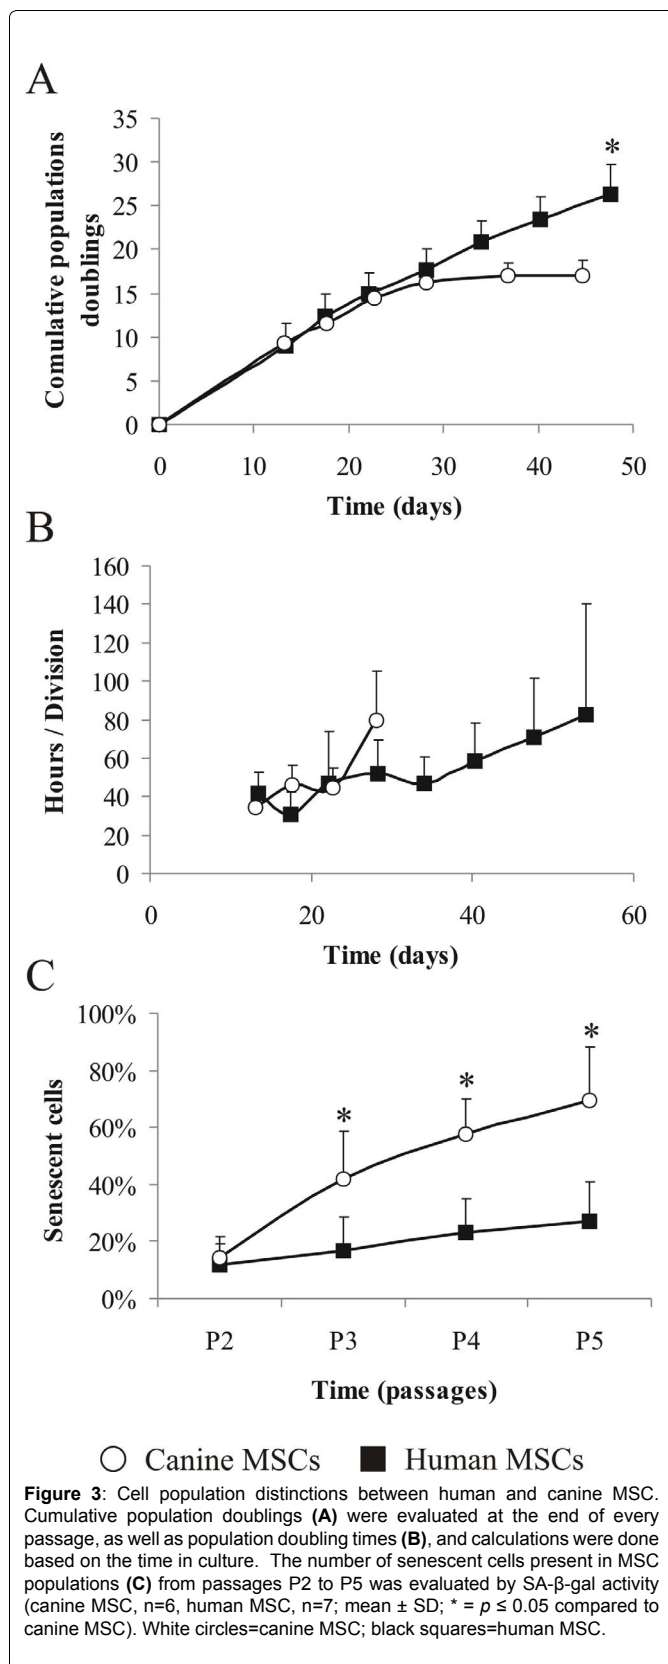 A
Comulative populations
doublings
35
30
25
20
15
10
5
0
*
0 10 20 30 40 50
Time (days)
B
Hours / Division
160
140
120
100
80
60
40
20
0
0 20 40 60
Time (days)
C
Senescent cells
100%
80%
60%
40%
20%
0%
* * *
P2 P3 P4 P5
Time (passages)
Canine MSCs Human MSCs
Figure 3: Cell population distinctions between human and canine MSC.
Cumulative population doublings (A) were evaluated at the end of every
passage, as well as population doubling times (B), and calculations were done
based on the time in culture. The number of senescent cells present in MSC
populations (C) from passages P2 to P5 was evaluated by SA-β-gal activity
(canine MSC, n=6, human MSC, n=7; mean ± SD; * = p ≤ 0.05 compared to
canine MSC). White circles=canine MSC; black squares=human MSC.